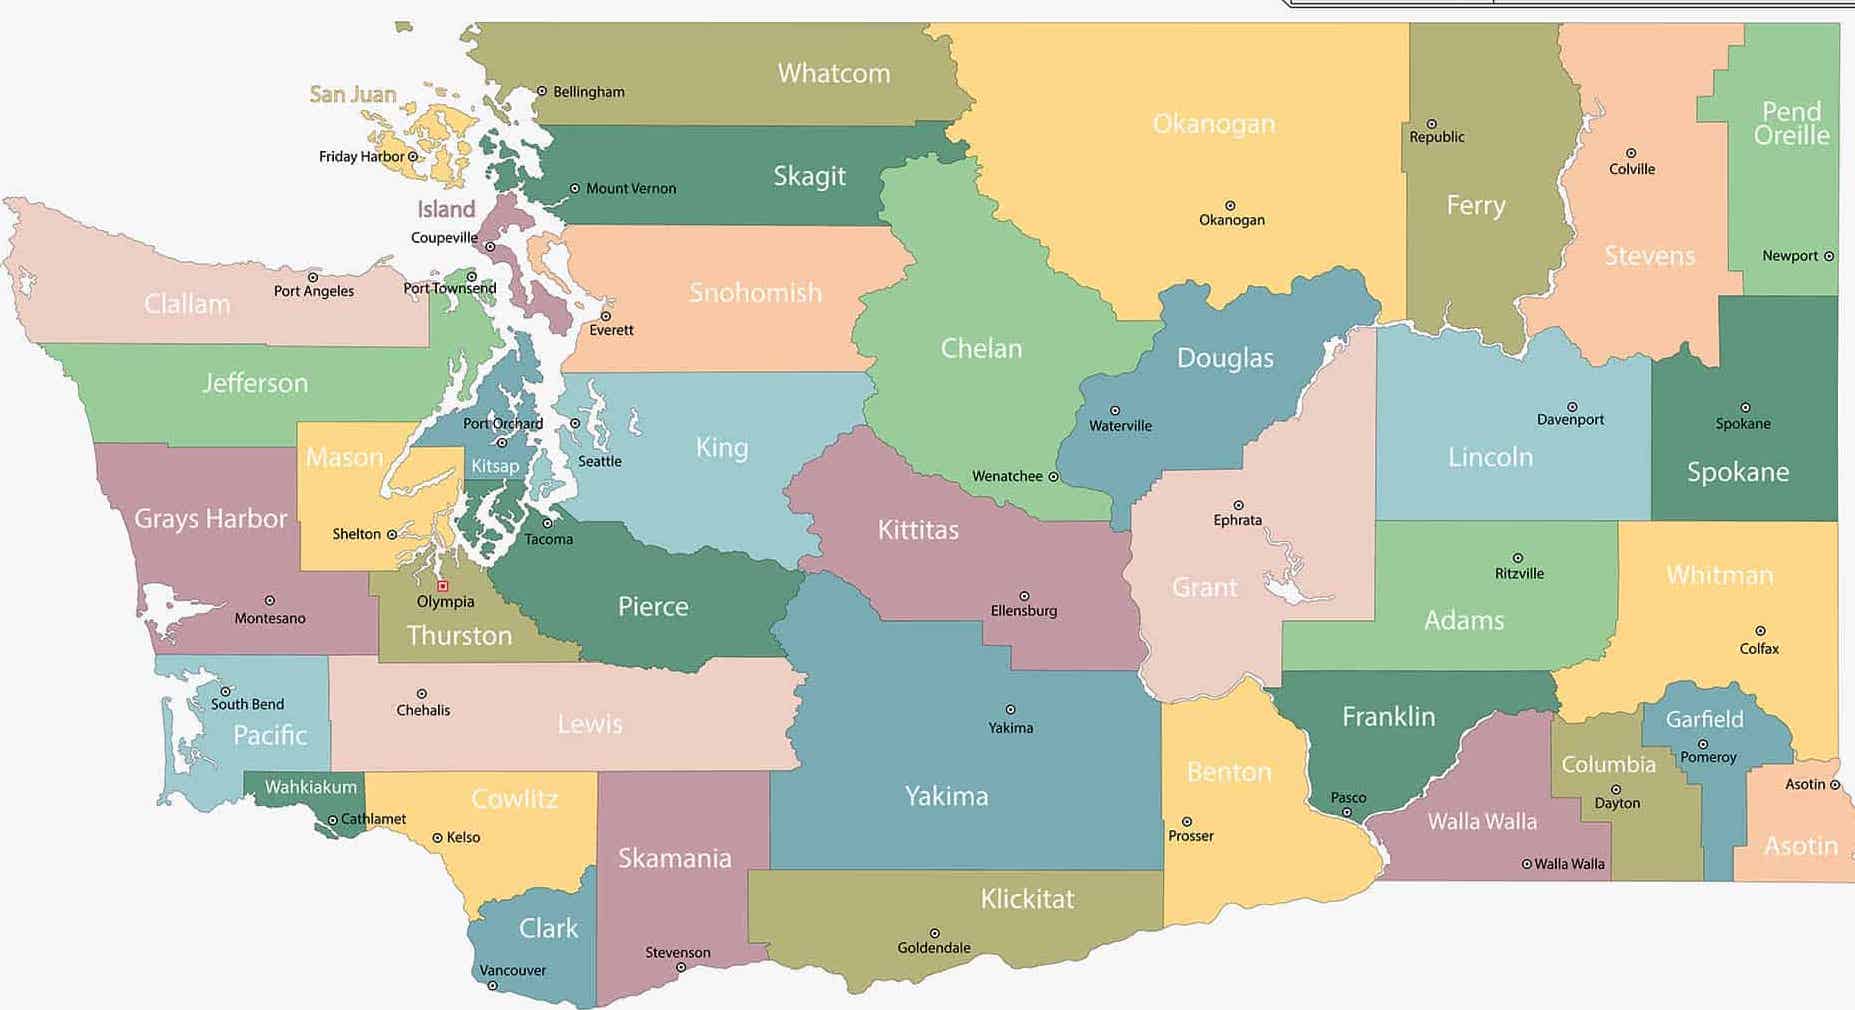 Whatcom
Bellingham
San Juan
Friday Harbor
Okanogan
Okanogan
Republic
Ferry
Colville
Stevens
Pend
Oreille
Newport
Skagit
Mount Vernon
Island
Coupeville
Clallam
Port Angeles
Port Townsend
Snohomish
Everett
Chelan
Wenatchee
Douglas
Waterville
Jefferson
Port Orchard
Kitsap
Seattle
King
Davenport
Lincoln
Spokane
Spokane
Mason
Shelton
Grays Harbor
Montesano
Tacoma
Pierce
Olympia
Thurston
Kittitas
Ellensburg
Ephrata
Grant
Ritzville
Adams
Whitman
Colfax
South Bend
Pacific
Chehalis
Lewis
Yakima
Yakima
Franklin
Pasco
Benton
Prosser
Garfield
Pomeroy
Columbia
Dayton
Asotin
Asotin
Walla Walla
Walla Walla
Wahkiakum
Cathlamet
Cowlitz
Kelso
Skamania
Stevenson
Klickitat
Goldendale
Clark
Vancouver